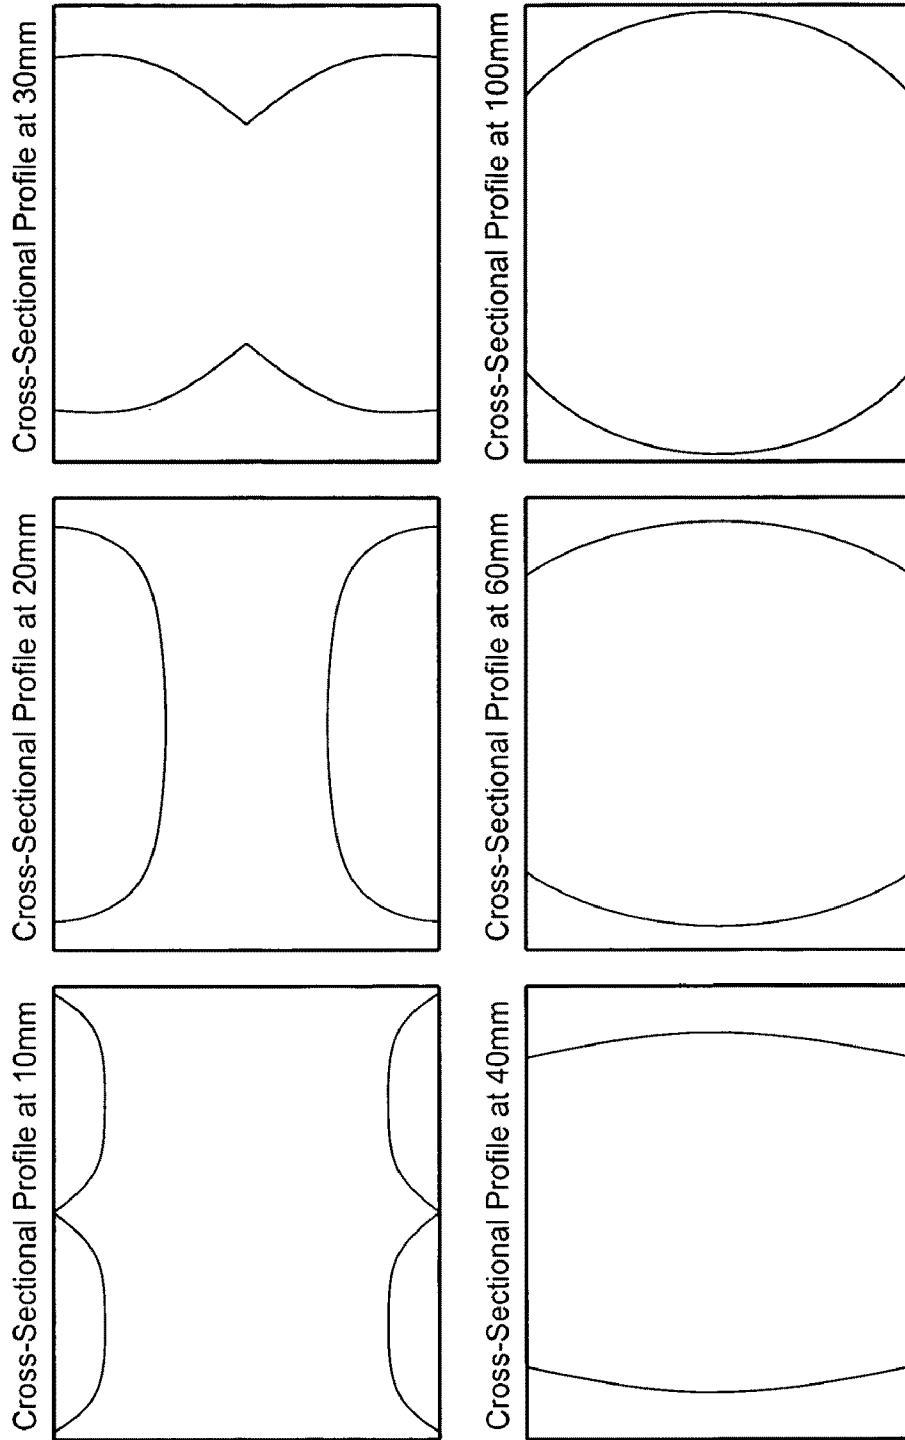 Cross-Sectional Profile at 10mm
Cross-Sectional Profile at 20mm
Cross-Sectional Profile at 30mm
Cross-Sectional Profile at 40mm
Cross-Sectional Profile at 60mm
Cross-Sectional Profile at 100mm